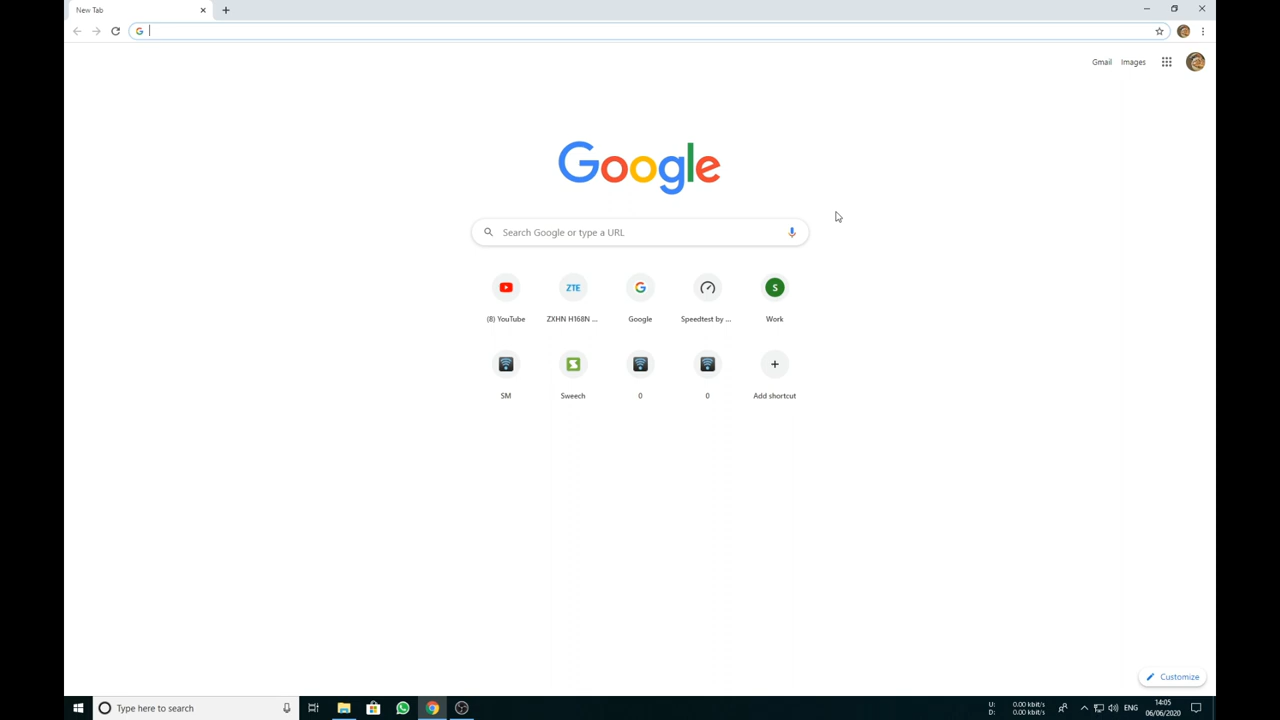 New Tab
Gmail Images
Google
Search Google or type a URL
ZTE
S
(8) YouTube
ZXHN H168N ...
Google
Speedtest by ...
Work
SM
Sweech
0
0
Add shortcut
Customize
Type here to search
U: 0.00 kbit/s
D: 0.00 kbit/s
ENG
14:05
06/06/2020